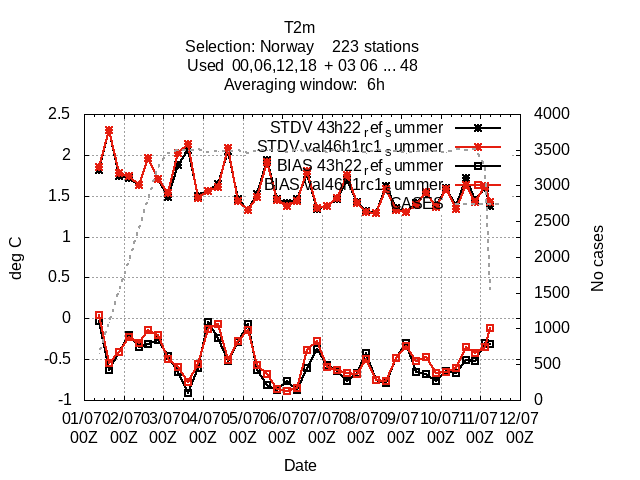 T2m
Selection: Norway 223 stations
Used 00,06,12,18 + 03 06 ... 48
Averaging window: 6h
2.5
2
1.5
1
0.5
0
-0.5
-1
deg C
4000
3500
3000
2500
2000
1500
1000
500
0
No cases
STDV 43h22refsummer
STDV val46h1rc1summer
BIAS 43h22refsummer
BIAS val46h1rc1summer
CASES
01/07 02/07 03/07 04/07 05/07 06/07 07/07 08/07 09/07 10/07 11/07 12/07
00Z 00Z 00Z 00Z 00Z 00Z 00Z 00Z 00Z 00Z 00Z 00Z
Date